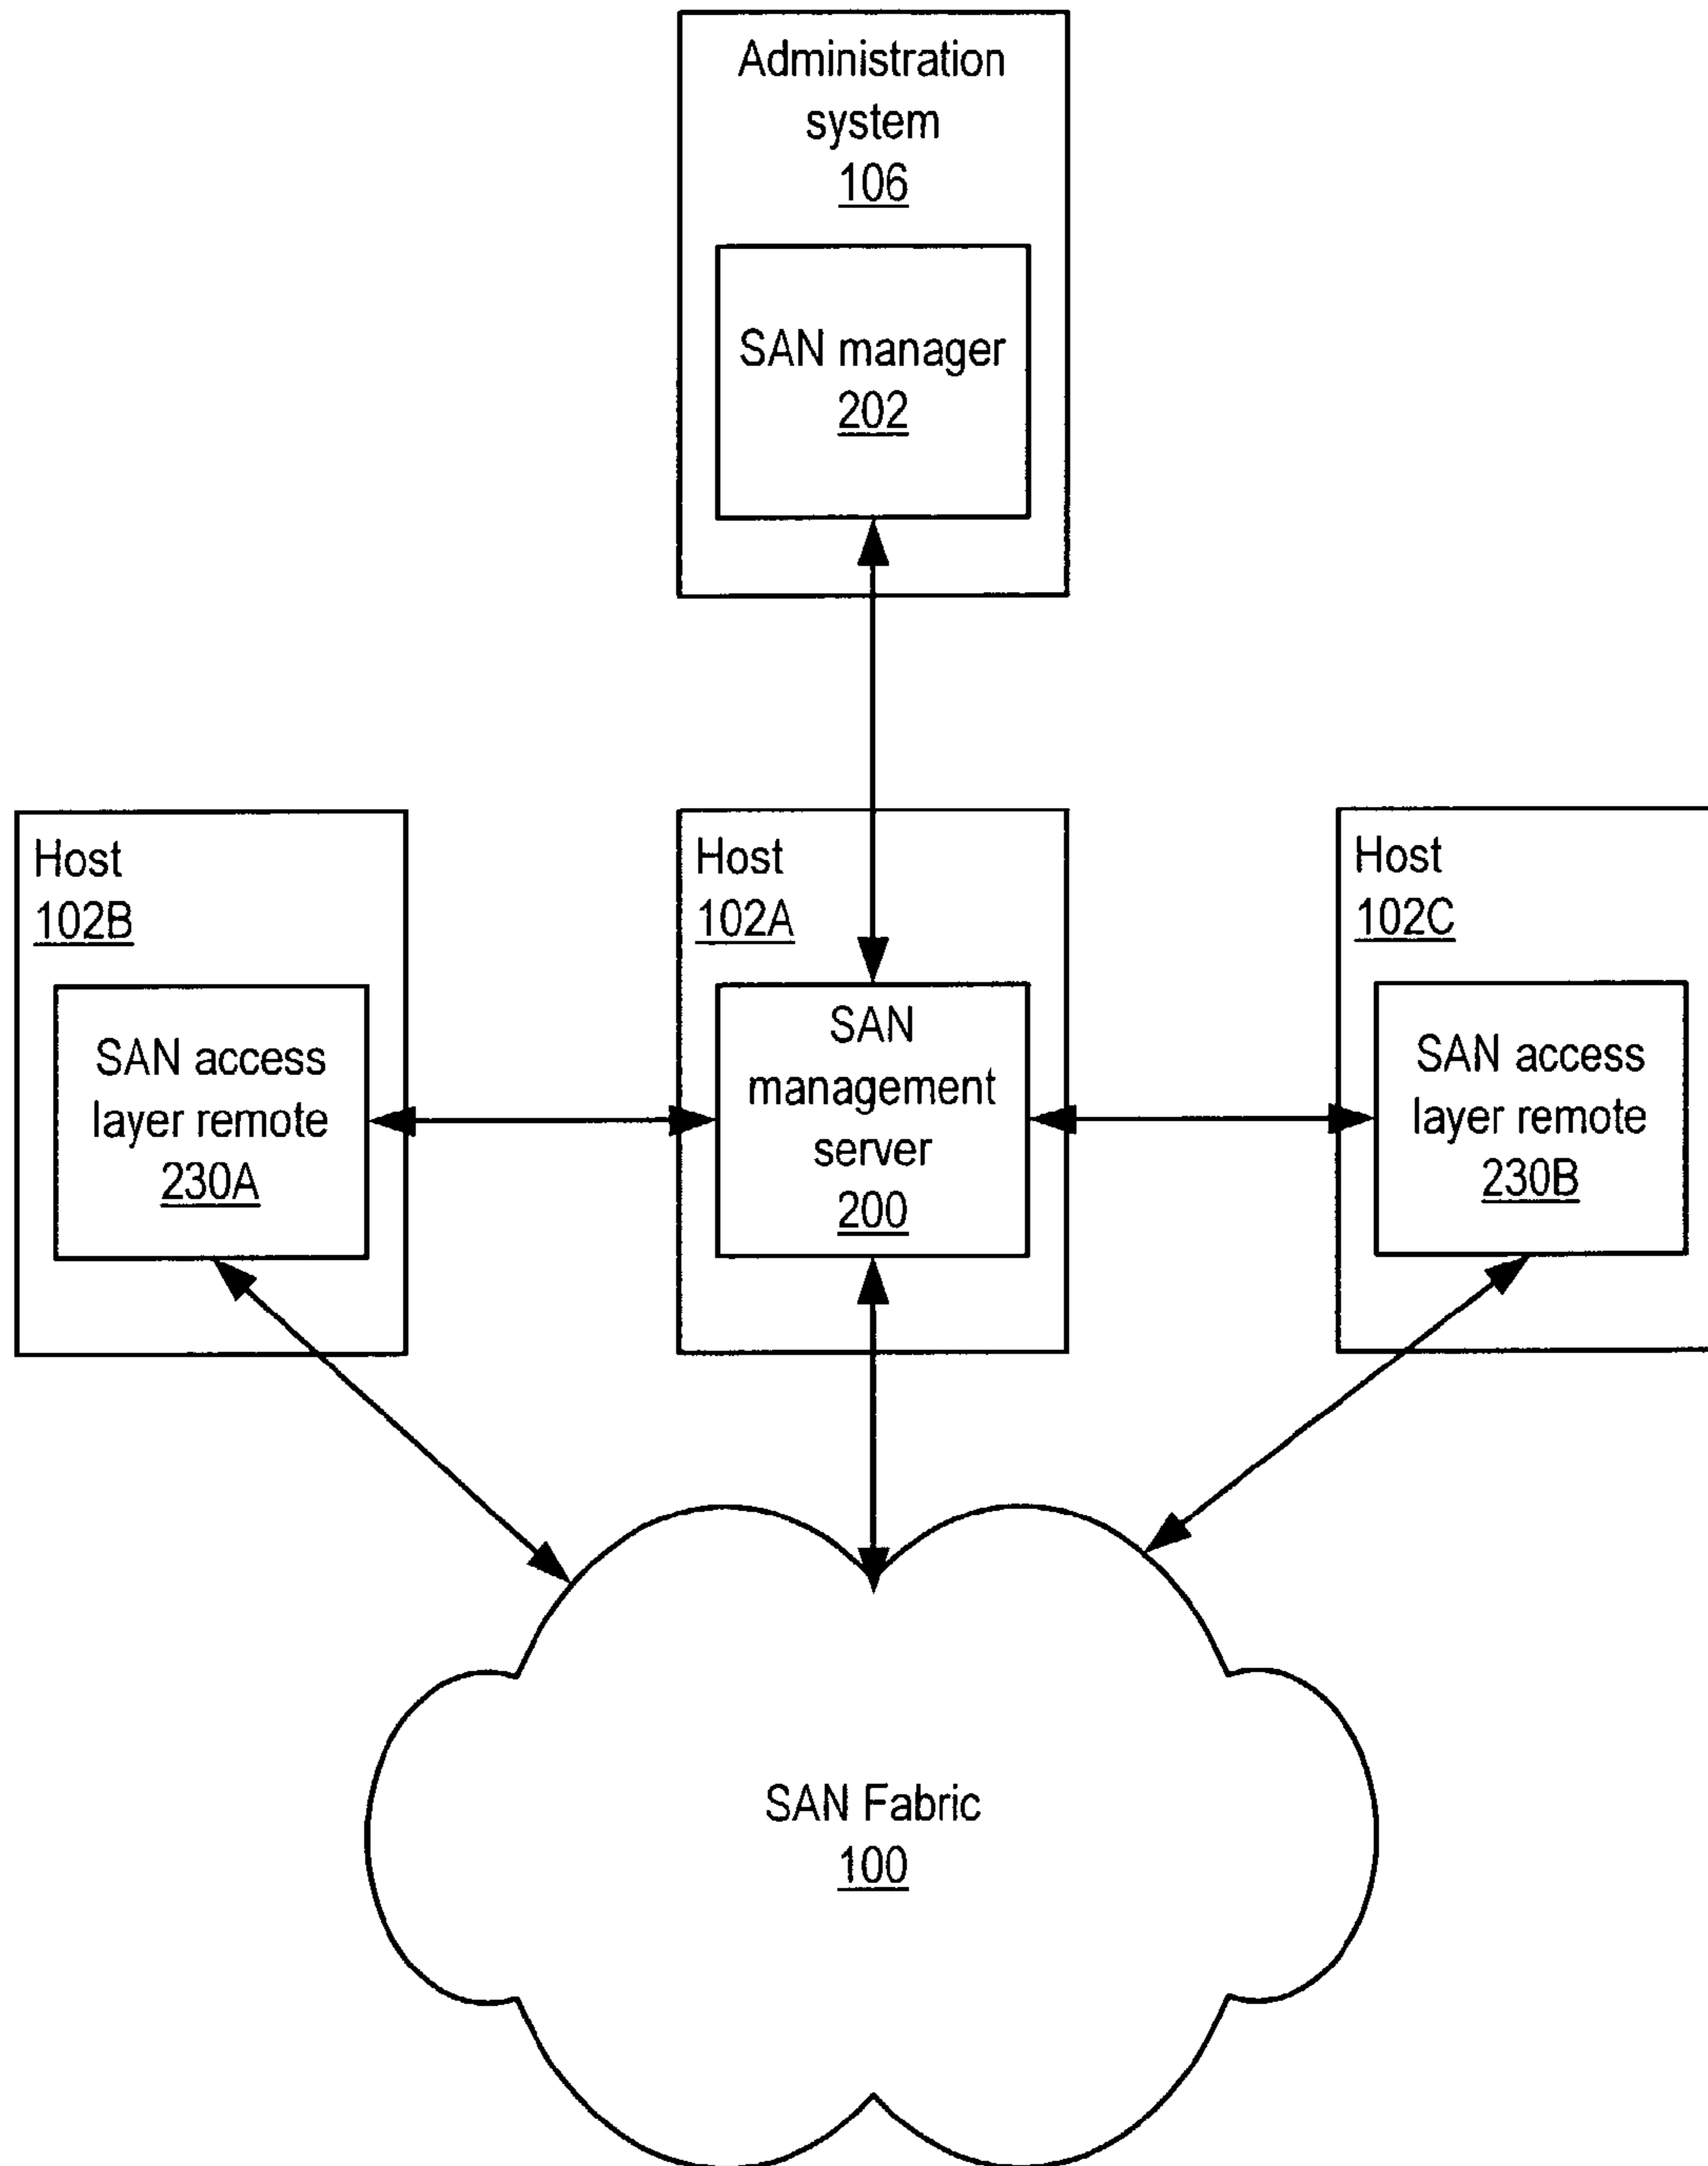 Administration
system
106
SAN manager
202
Host
102B
SAN access
layer remote
230A
Host
102A
SAN
management
server
200
Host
102C
SAN access
layer remote
230B
SAN Fabric
100